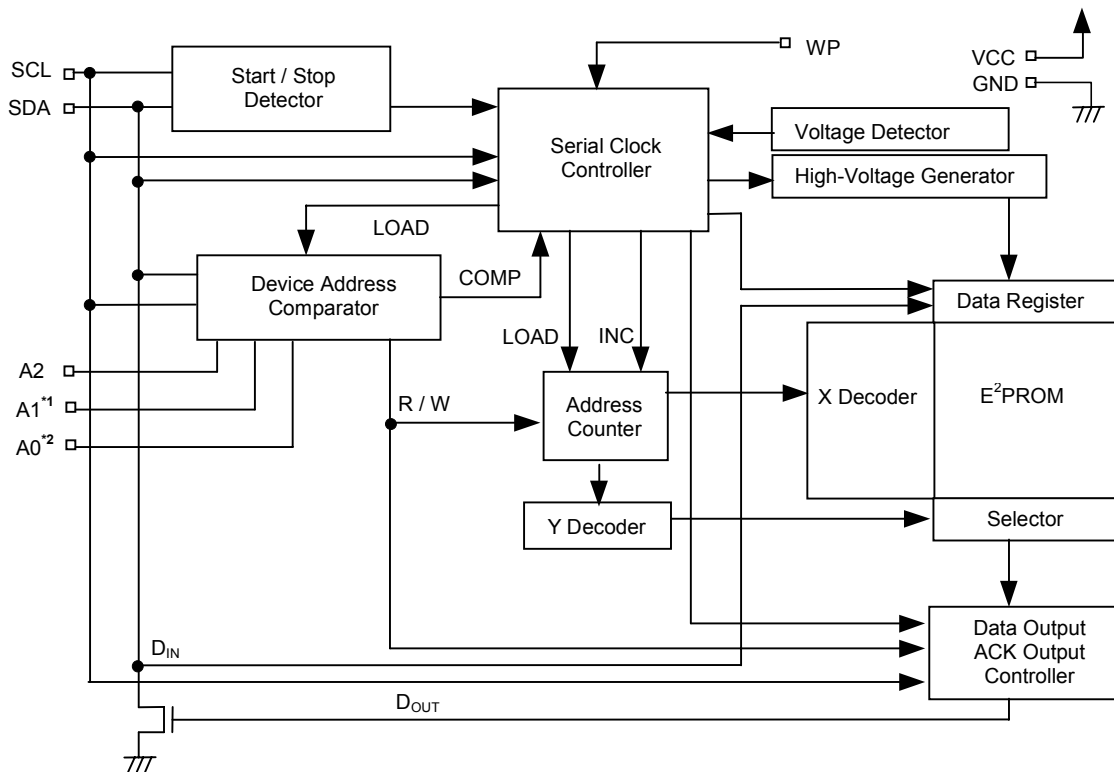 SCL
SDA
Start / Stop
Detector
WP
VCC
GND
Serial Clock
Controller
Voltage Detector
High-Voltage Generator
LOAD
Device Address
Comparator
COMP
Data Register
LOAD
INC
A2
A1*1
A0*2
R / W
Address
Counter
X Decoder
E²PROM
Y Decoder
Selector
DIN
Data Output
ACK Output
Controller
DOUT